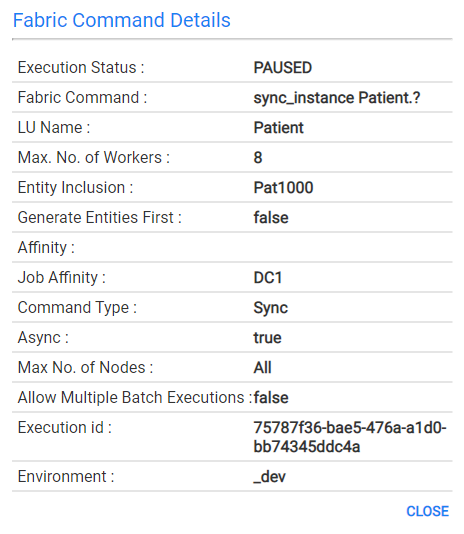 Fabric Command Details
Execution Status : PAUSED
Fabric Command : sync_instance Patient.?
LU Name : Patient
Max. No. of Workers : 8
Entity Inclusion : Pat1000
Generate Entities First : false
Affinity :
Job Affinity : DC1
Command Type : Sync
Async : true
Max No. of Nodes : All
Allow Multiple Batch Executions : false
Execution id : 75787f36-bae5-476a-a1d0-
bb74345ddc4a
Environment : _dev
CLOSE